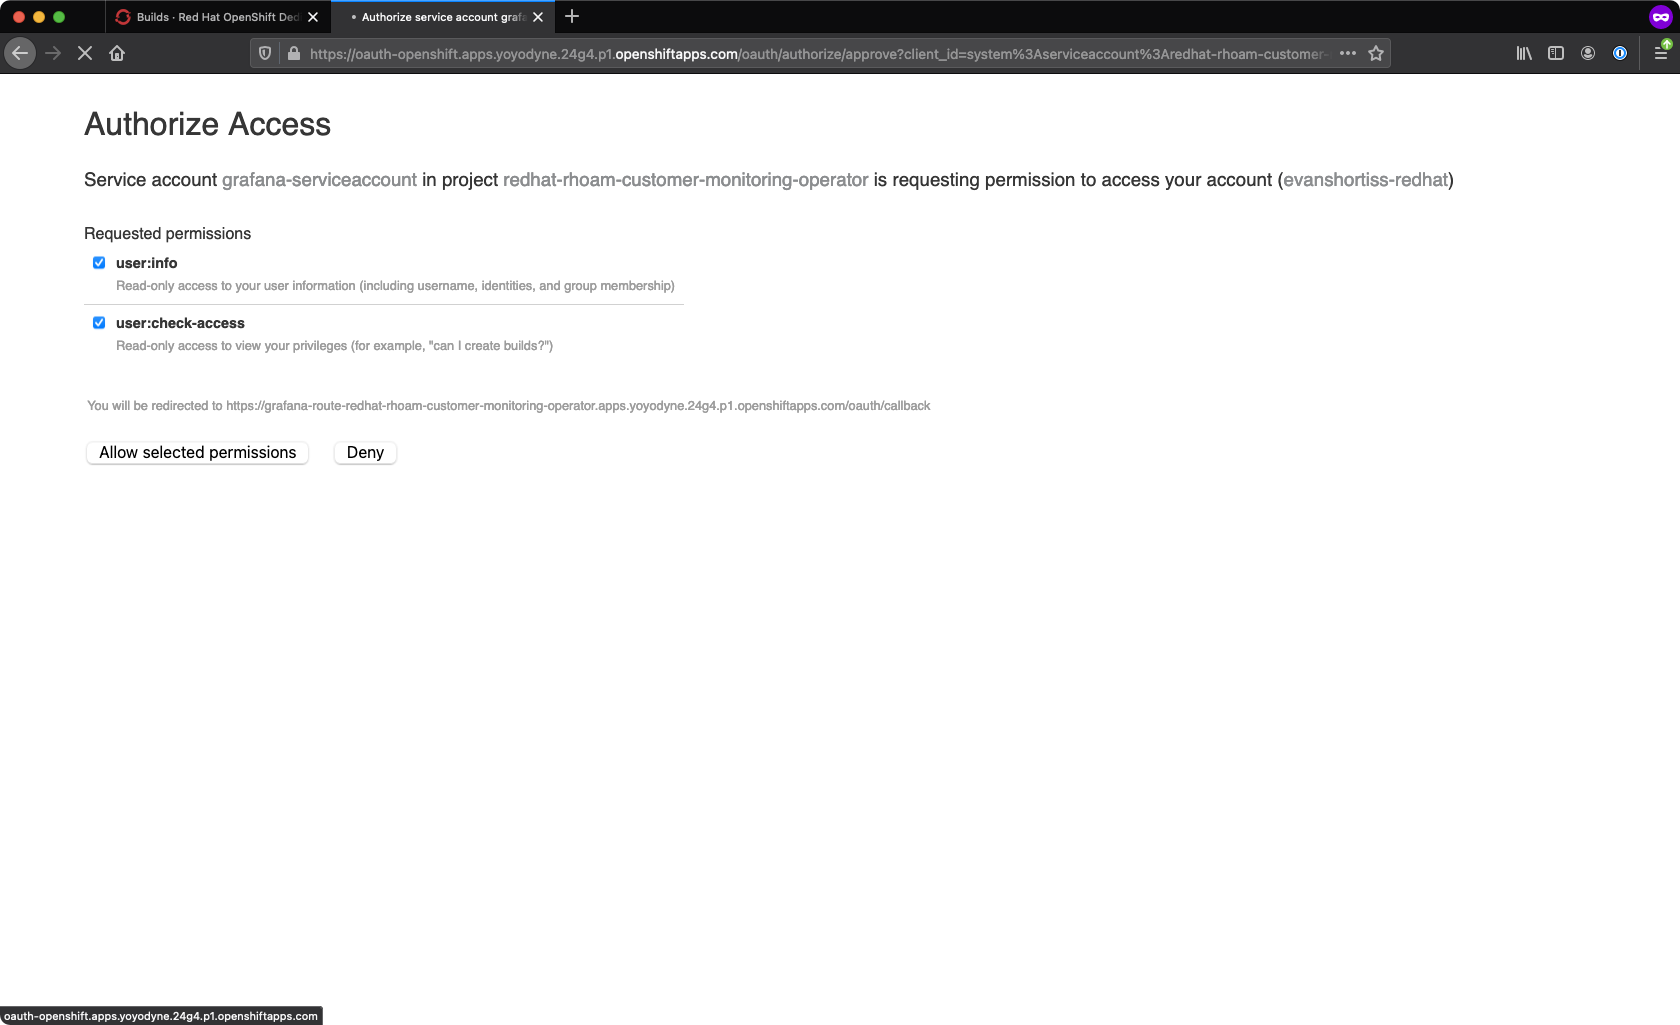 Builds · Red Hat OpenShift Ded
Authorize service account grafa
https://oauth-openshift.apps.yoyodyne.24g4.p1.openshiftapps.com/oauth/authorize/approve?client_id=system%3Aserviceaccount%3Aredhat-rhoam-customer-
Authorize Access
Service account grafana-serviceaccount in project redhat-rhoam-customer-monitoring-operator is requesting permission to access your account (evanshortiss-redhat)
Requested permissions
user:info
Read-only access to your user information (including username, identities, and group membership)
user:check-access
Read-only access to view your privileges (for example, "can I create builds?")
You will be redirected to https://grafana-route-redhat-rhoam-customer-monitoring-operator.apps.yoyodyne.24g4.p1.openshiftapps.com/oauth/callback
Allow selected permissions Deny
oauth-openshift.apps.yoyodyne.24g4.p1.openshiftapps.com